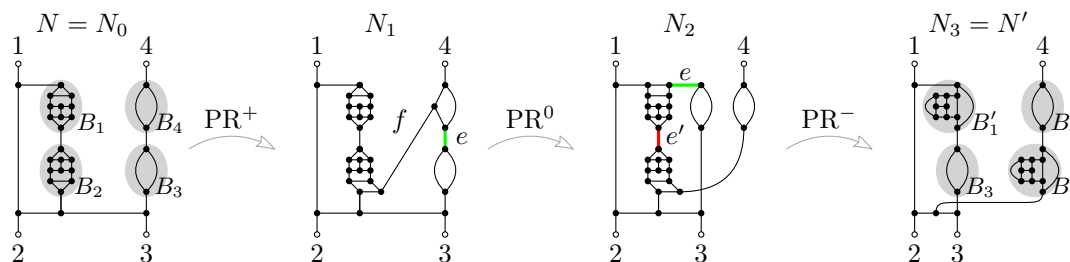 N = N₀
N₁
N₂
N₃ = N′
1 4
1 4
1 4
1 4
PR⁺
PR⁰
PR⁻
B₁ B₄
f
e
e
e′
B′₁ B
B₂ B₃
B₃ B
2 3
2 3
2 3
2 3